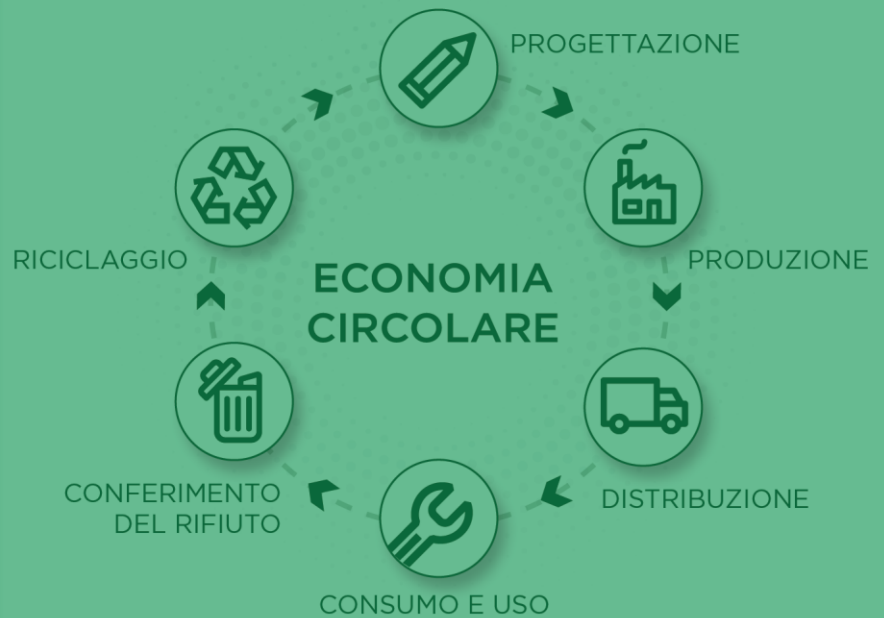 PROGETTAZIONE
RICICLAGGIO
PRODUZIONE
ECONOMIA
CIRCOLARE
CONFERIMENTO
DEL RIFIUTO
DISTRIBUZIONE
CONSUMO E USO